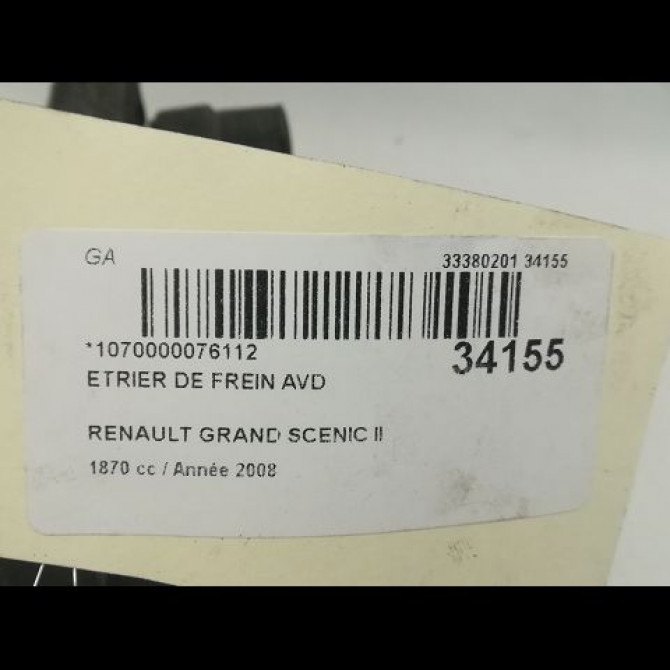 GA 33380201 34155
*1070000076112 34155
ETRIER DE FREIN AVD
RENAULT GRAND SCENIC II
1870 cc / Année 2008